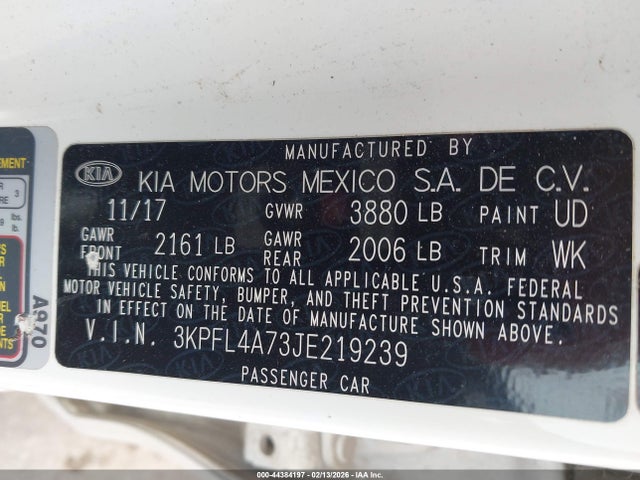 MANUFACTURED BY
KIA KIA MOTORS MEXICO S.A. DE C.V.
11/17 GVWR 3880 LB PAINT UD
GAWR FRONT 2161 LB GAWR REAR 2006 LB TRIM WK
THIS VEHICLE CONFORMS TO ALL APPLICABLE U.S.A. FEDERAL
MOTOR VEHICLE SAFETY, BUMPER, AND THEFT PREVENTION STANDARDS
IN EFFECT ON THE DATE OF MANUFACTURE SHOWN ABOVE.
V.I.N. 3KPFL4A73JE219239
PASSENGER CAR
A970
000-44384197 - 02/13/2026 - IAAI.COM